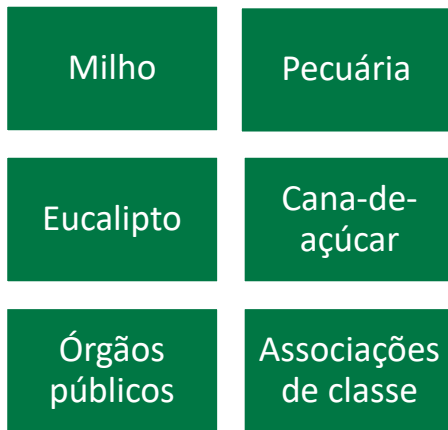 Milho
Pecuária
Eucalipto
Cana-de-
açúcar
Órgãos
públicos
Associações
de classe